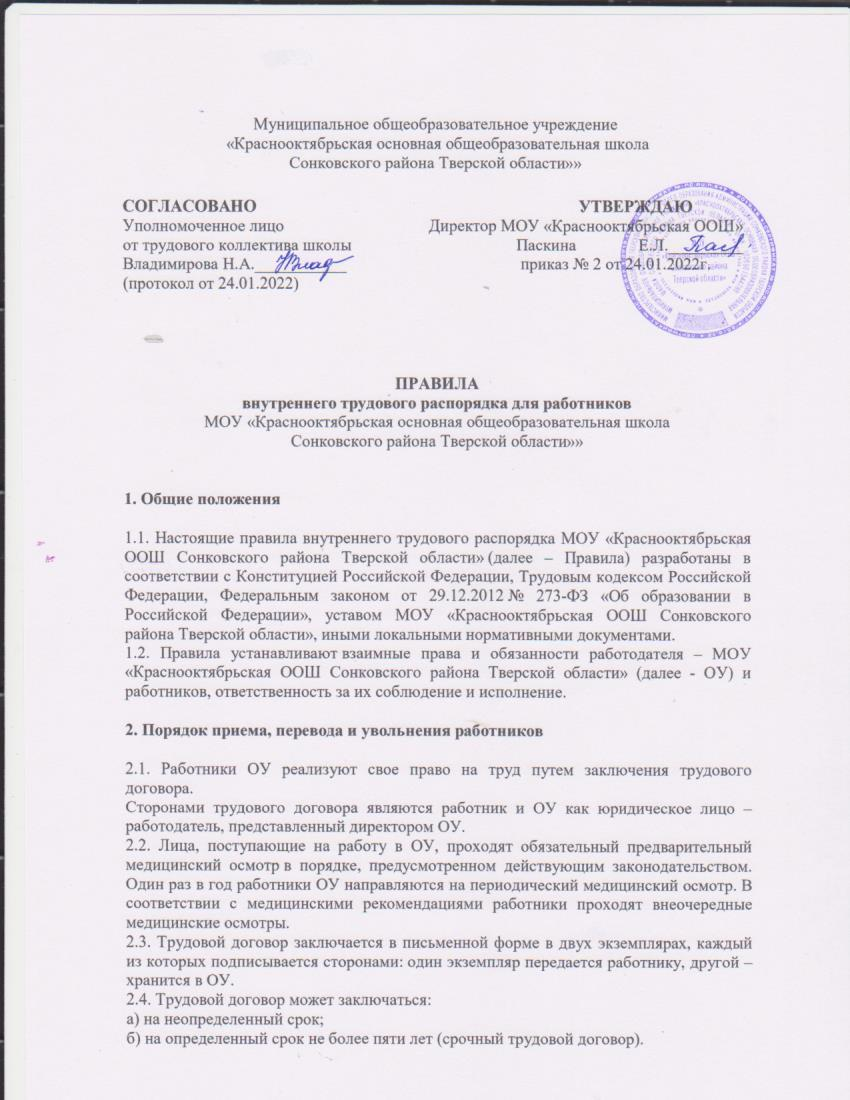 Муниципальное общеобразовательное учреждение
«Краснооктябрьская основная общеобразовательная школа
Сонковского района Тверской области»»
СОГЛАСОВАНО
Уполномоченное лицо
от трудового коллектива школы
Владимирова Н.А.___________
(протокол от 24.01.2022)
УТВЕРЖДАЮ
Директор МОУ «Краснооктябрьская ООШ»
Паскина Е.Л.
приказ № 2 от 24.01.2022г.
района
Тверской области»
ПРАВИЛА
внутреннего трудового распорядка для работников
МОУ «Краснооктябрьская основная общеобразовательная школа
Сонковского района Тверской области»»
1. Общие положения
1.1. Настоящие правила внутреннего трудового распорядка МОУ «Краснооктябрьская
ООШ Сонковского района Тверской области» (далее – Правила) разработаны в
соответствии с Конституцией Российской Федерации, Трудовым кодексом Российской
Федерации, Федеральным законом от 29.12.2012 № 273-ФЗ «Об образовании в
Российской Федерации», уставом МОУ «Краснооктябрьская ООШ Сонковского
района Тверской области», иными локальными нормативными документами.
1.2. Правила устанавливают взаимные права и обязанности работодателя – МОУ
«Краснооктябрьская ООШ Сонковского района Тверской области» (далее - ОУ) и
работников, ответственность за их соблюдение и исполнение.
2. Порядок приема, перевода и увольнения работников
2.1. Работники ОУ реализуют свое право на труд путем заключения трудового
договора.
Сторонами трудового договора являются работник и ОУ как юридическое лицо –
работодатель, представленный директором ОУ.
2.2. Лица, поступающие на работу в ОУ, проходят обязательный предварительный
медицинский осмотр в порядке, предусмотренном действующим законодательством.
Один раз в год работники ОУ направляются на периодический медицинский осмотр. В
соответствии с медицинскими рекомендациями работники проходят внеочередные
медицинские осмотры.
2.3. Трудовой договор заключается в письменной форме в двух экземплярах, каждый
из которых подписывается сторонами: один экземпляр передается работнику, другой –
хранится в ОУ.
2.4. Трудовой договор может заключаться:
а) на неопределенный срок;
б) на определенный срок не более пяти лет (срочный трудовой договор).